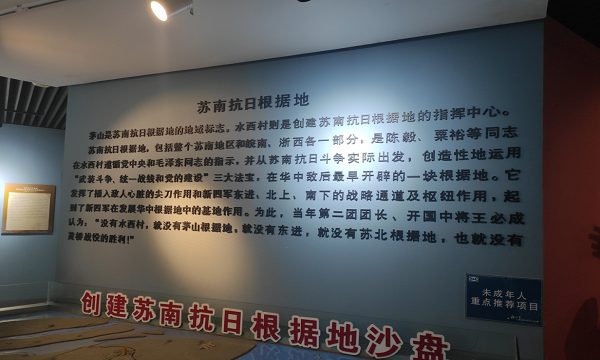 苏南抗日根据地
茅山是苏南抗日根据地的地域标志，水西村则是创建苏南抗日根据地的指挥中心。
苏南抗日根据地，包括整个苏南地区和皖南、浙西各一部分，是陈毅、粟裕等同志
在水西村遵循党中央和毛泽东同志的指示，并从苏南抗日斗争实际出发，创造性地运用
“武装斗争、统一战线和党的建设”三大法宝，在华中敌后最早开辟的一块根据地。它
发挥了插入敌人心脏的尖刀作用和新四军东进、北上、南下的战略通道及枢纽作用，起
到了新四军在发展华中根据地中的基地作用。为此，当年第二团团长、开国中将王必成
认为：“没有水西村，就没有茅山根据地，就没有东进，就没有苏北根据地，也就没有
黄桥战役的胜利！”
未成年人
重点推荐项目
创建苏南抗日根据地沙盘